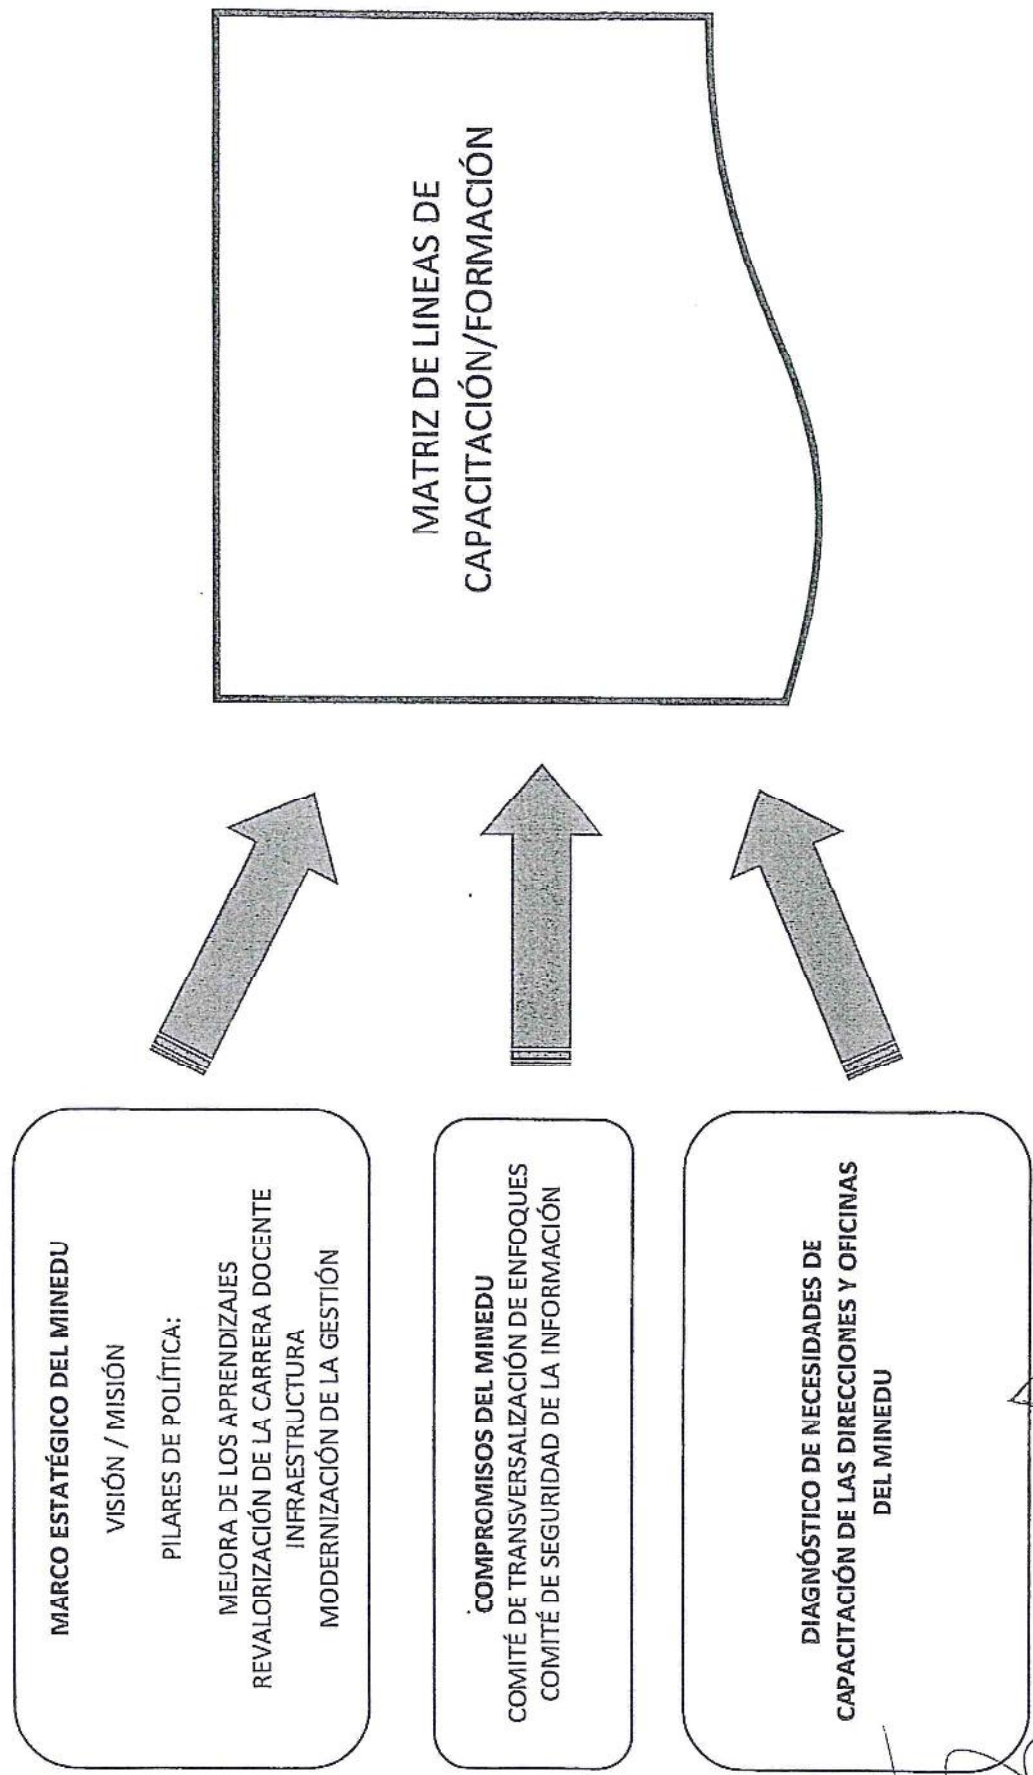 MARCO ESTATÉGICO DEL MINEDU
VISIÓN / MISIÓN
PILARES DE POLÍTICA:
MEJORA DE LOS APRENDIZAJES
REVALORIZACIÓN DE LA CARRERA DOCENTE
INFRAESTRUCTURA
MODERNIZACIÓN DE LA GESTIÓN
COMPROMISOS DEL MINEDU
COMITÉ DE TRANSVERSALIZACIÓN DE ENFOQUES
COMITÉ DE SEGURIDAD DE LA INFORMACIÓN
DIAGNÓSTICO DE NECESIDADES DE
CAPACITACIÓN DE LAS DIRECCIONES Y OFICINAS
DEL MINEDU
MATRIZ DE LINEAS DE
CAPACITACIÓN/FORMACIÓN